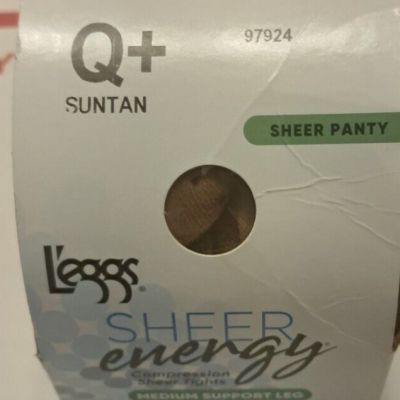 Q+
97924
SUNTAN
SHEER PANTY
L'eggs®
SHEER
energy®
Compression
Sheer Tights
MEDIUM SUPPORT LEG